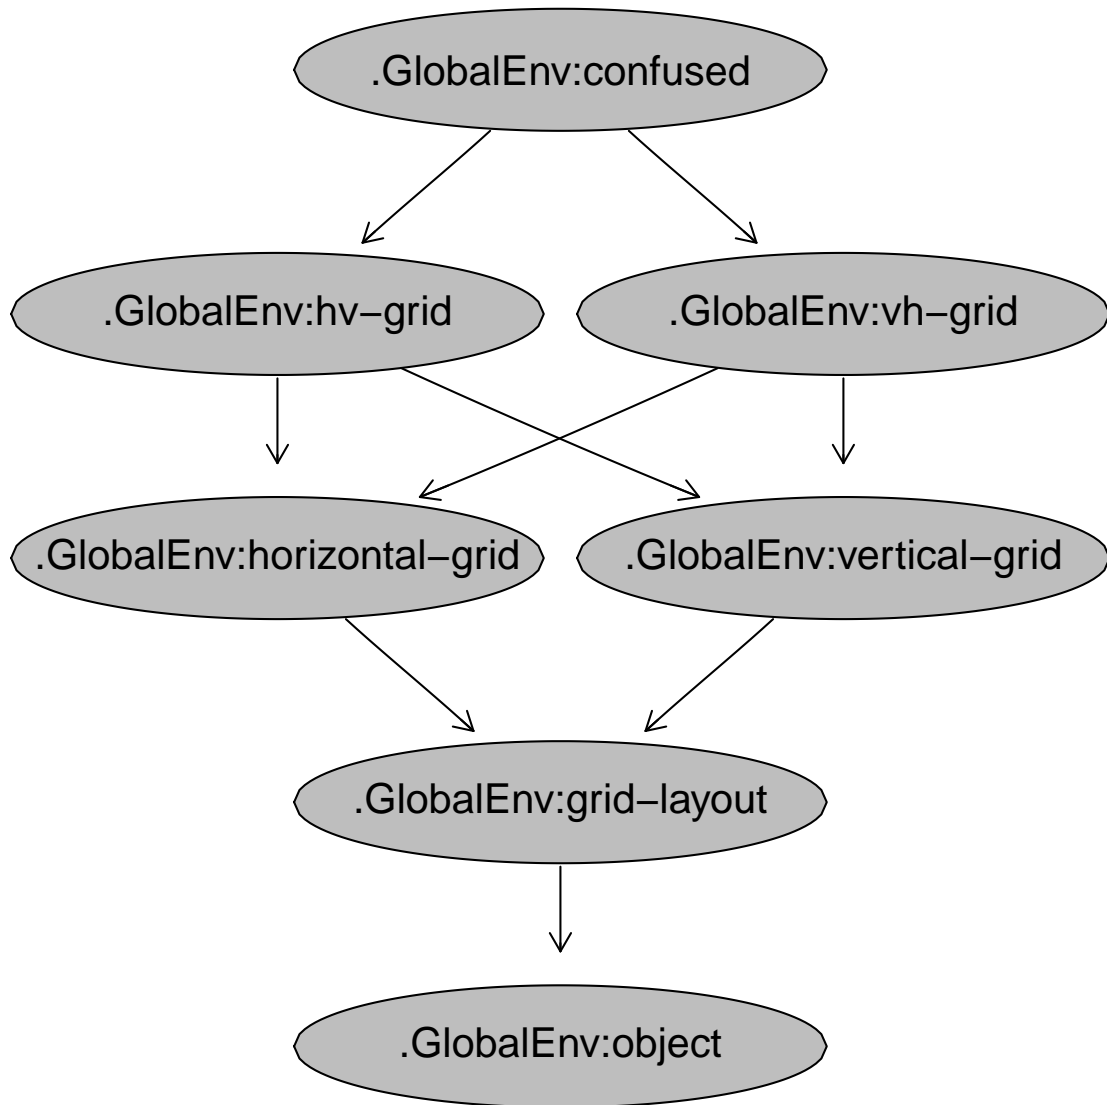 .GlobalEnv:confused
.GlobalEnv:hv−grid
.GlobalEnv:vh−grid
.GlobalEnv:horizontal−grid
.GlobalEnv:vertical−grid
.GlobalEnv:grid−layout
.GlobalEnv:object